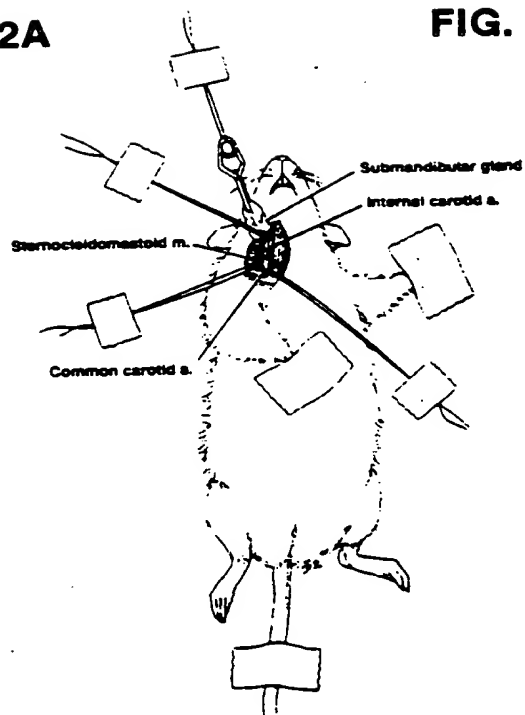 2A
FIG.
Submandibular gland
Internal carotid a.
Sternocleidomastoid m.
Common carotid a.